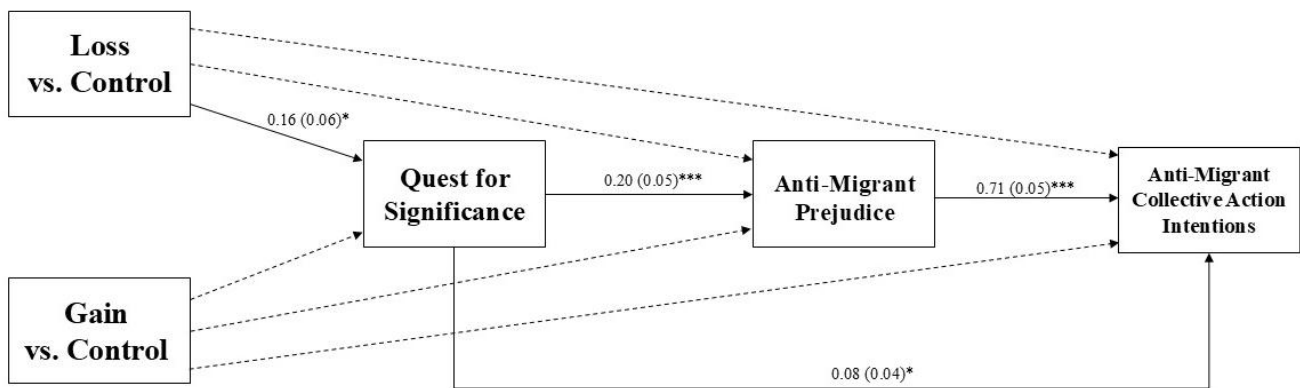 Loss
vs. Control
0.16 (0.06)*
Quest for
Significance
0.20 (0.05)***
Anti-Migrant
Prejudice
0.71 (0.05)***
Anti-Migrant
Collective Action
Intentions
Gain
vs. Control
0.08 (0.04)*